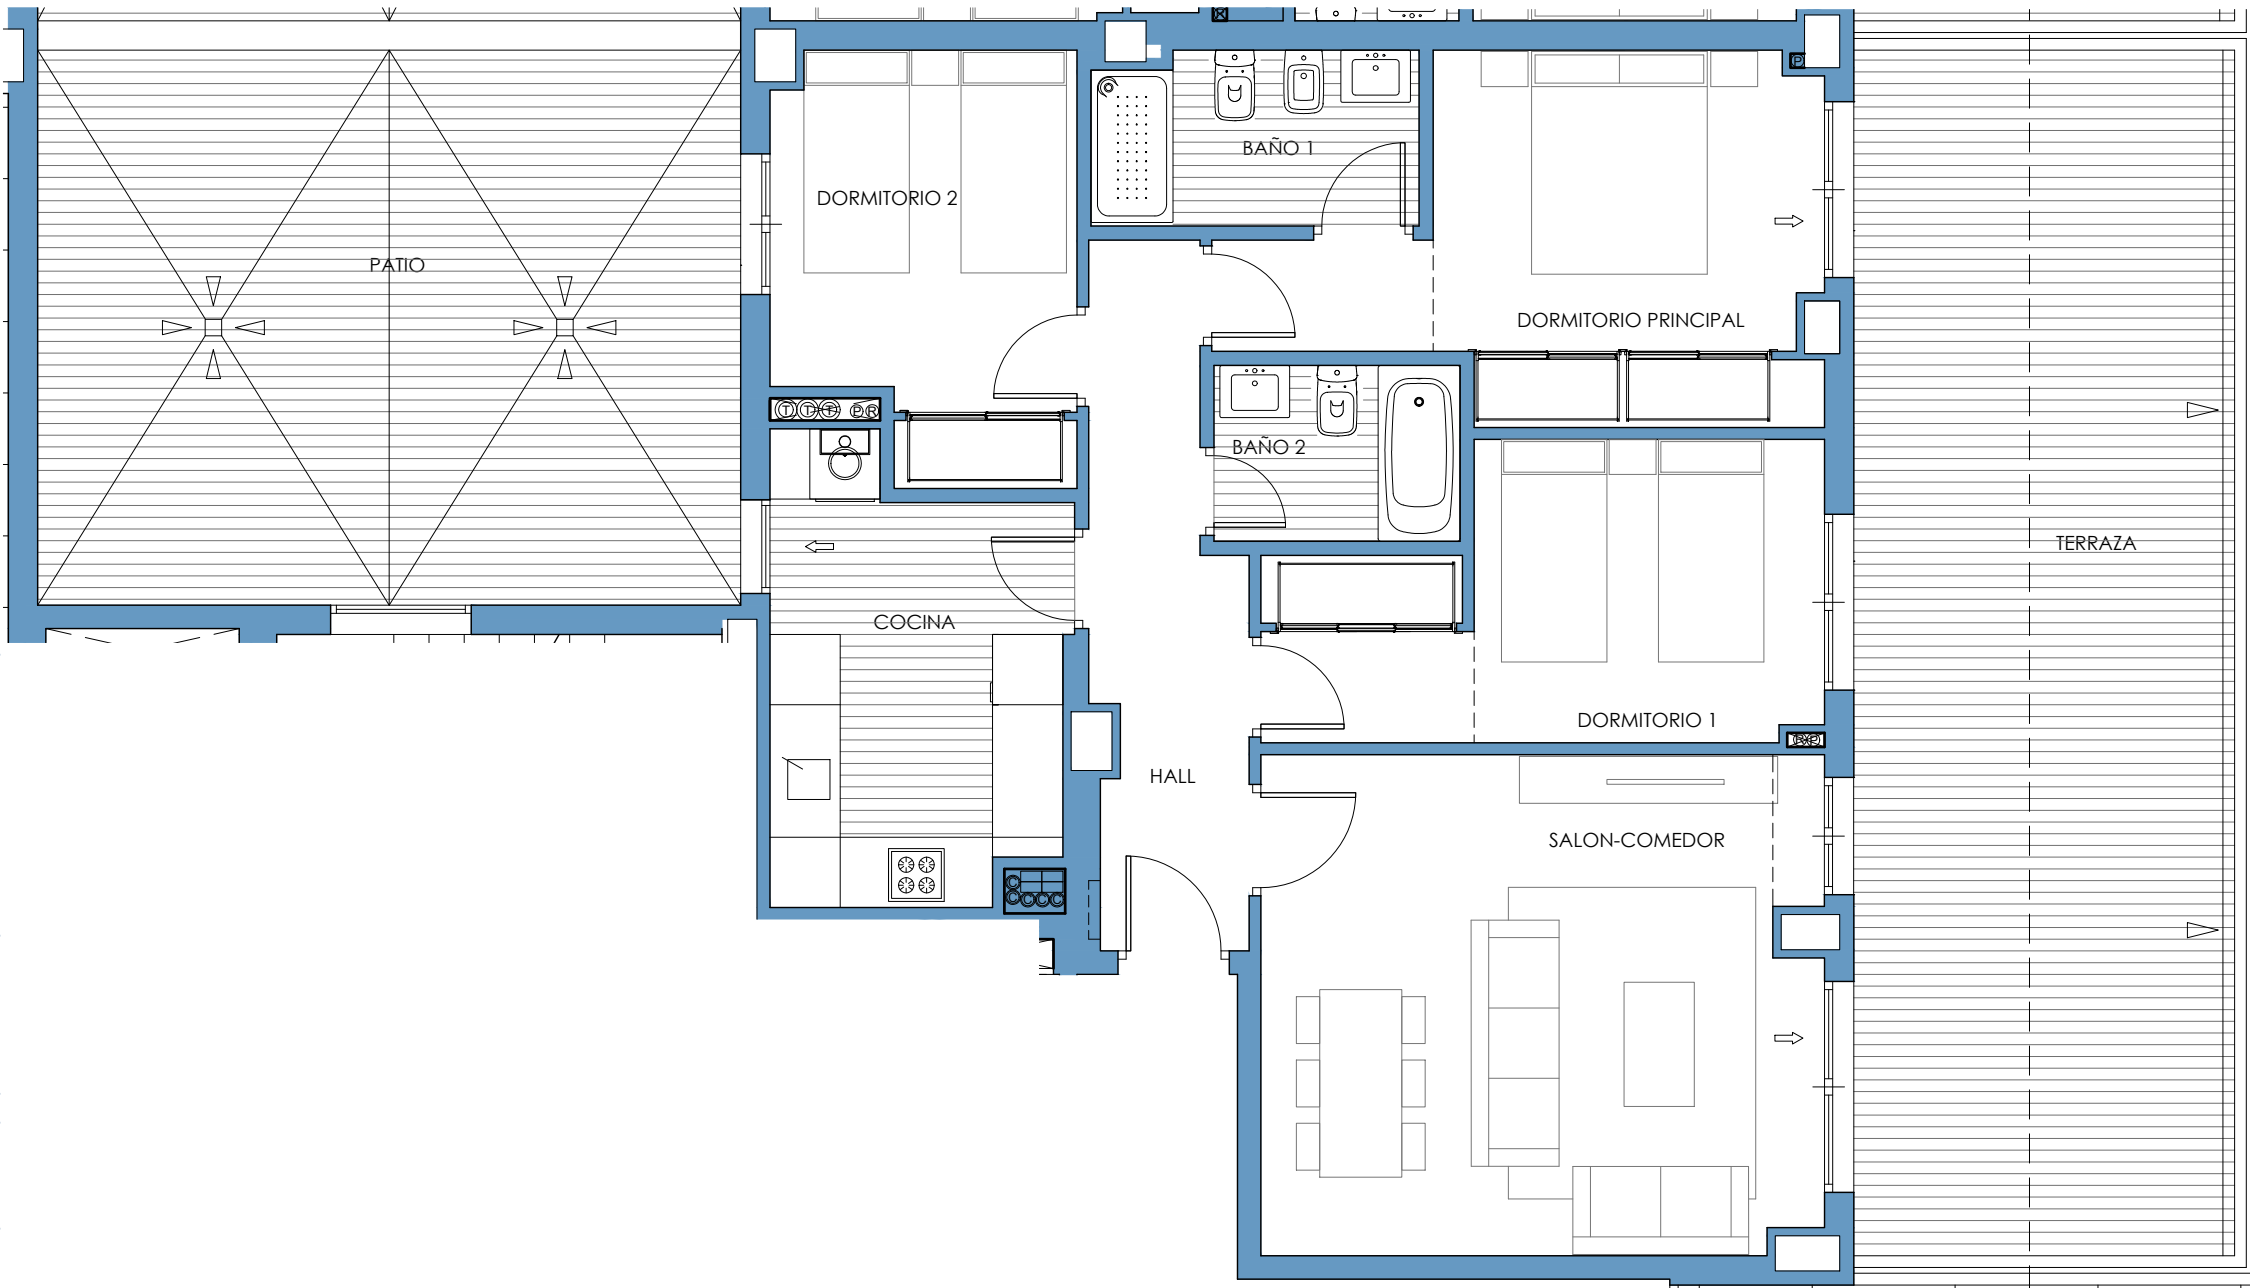 P
BAÑO 1
DORMITORIO 2
PATIO
DORMITORIO PRINCIPAL
T T T P R
BAÑO 2
TERRAZA
COCINA
DORMITORIO 1
R P
HALL
SALON-COMEDOR
C
C C C C